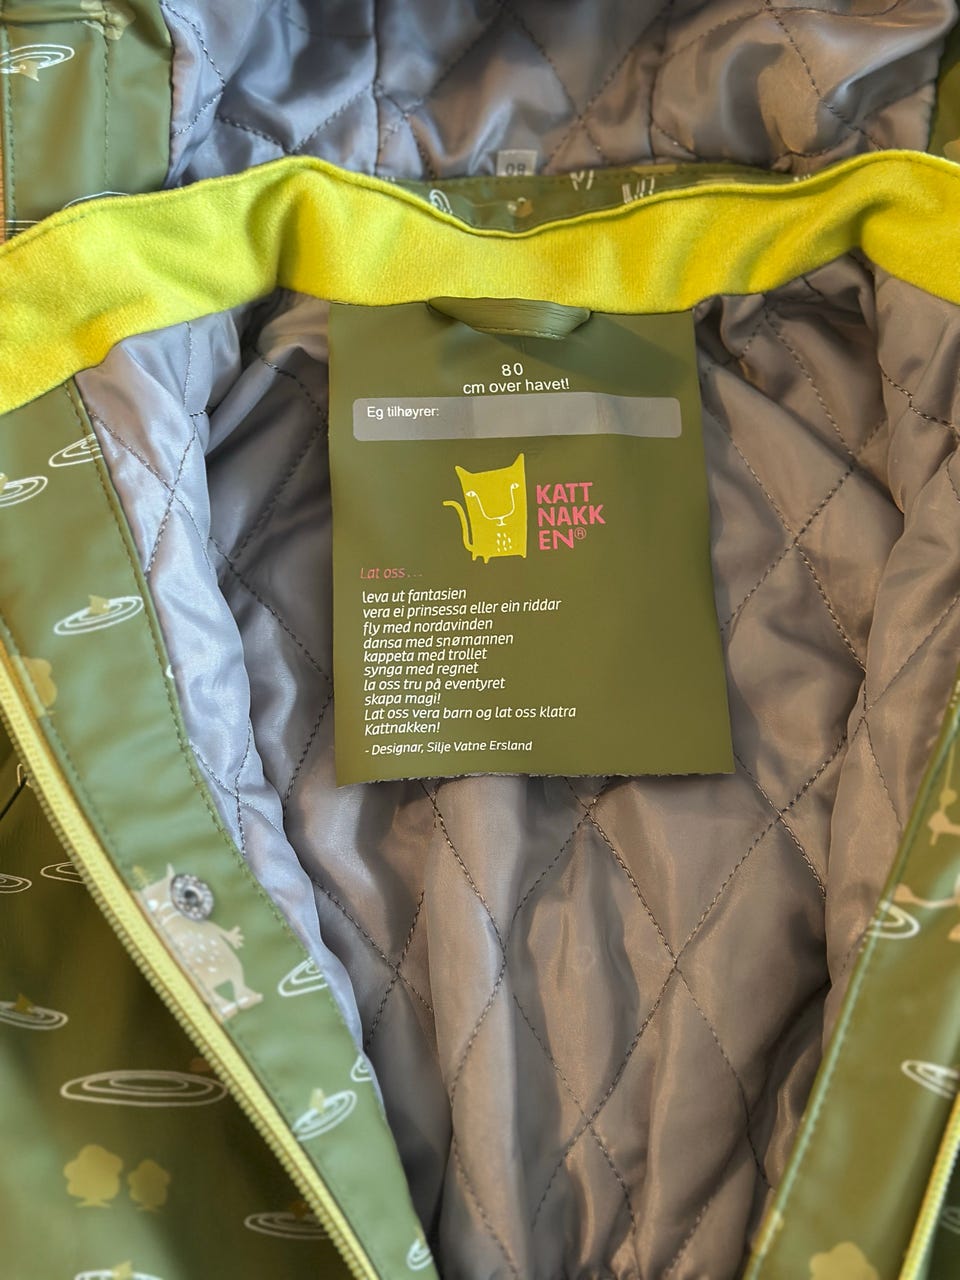 80
80
cm over havet!
Eg tilhøyrer:
KATT
NAKK
EN®
Lat oss...
leva ut fantasien
vera ei prinsessa eller ein riddar
fly med nordavinden
dansa med snømannen
kappeta med trollet
synga med regnet
la oss tru på eventyret
skapa magi!
Lat oss vera barn og lat oss klatra
Kattnakken!
- Designar, Silje Vatne Ersland